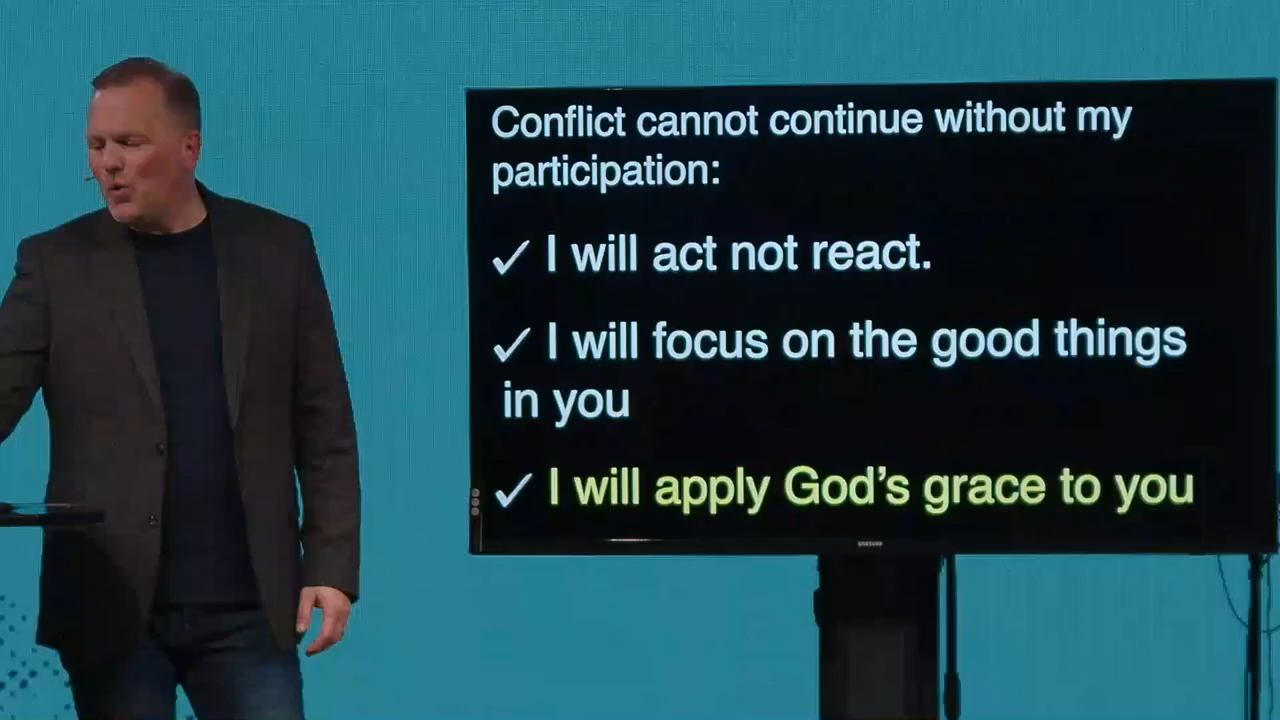 Conflict cannot continue without my
participation:
✓ I will act not react.
✓ I will focus on the good things
in you
✓ I will apply God's grace to you
SAMSUNG